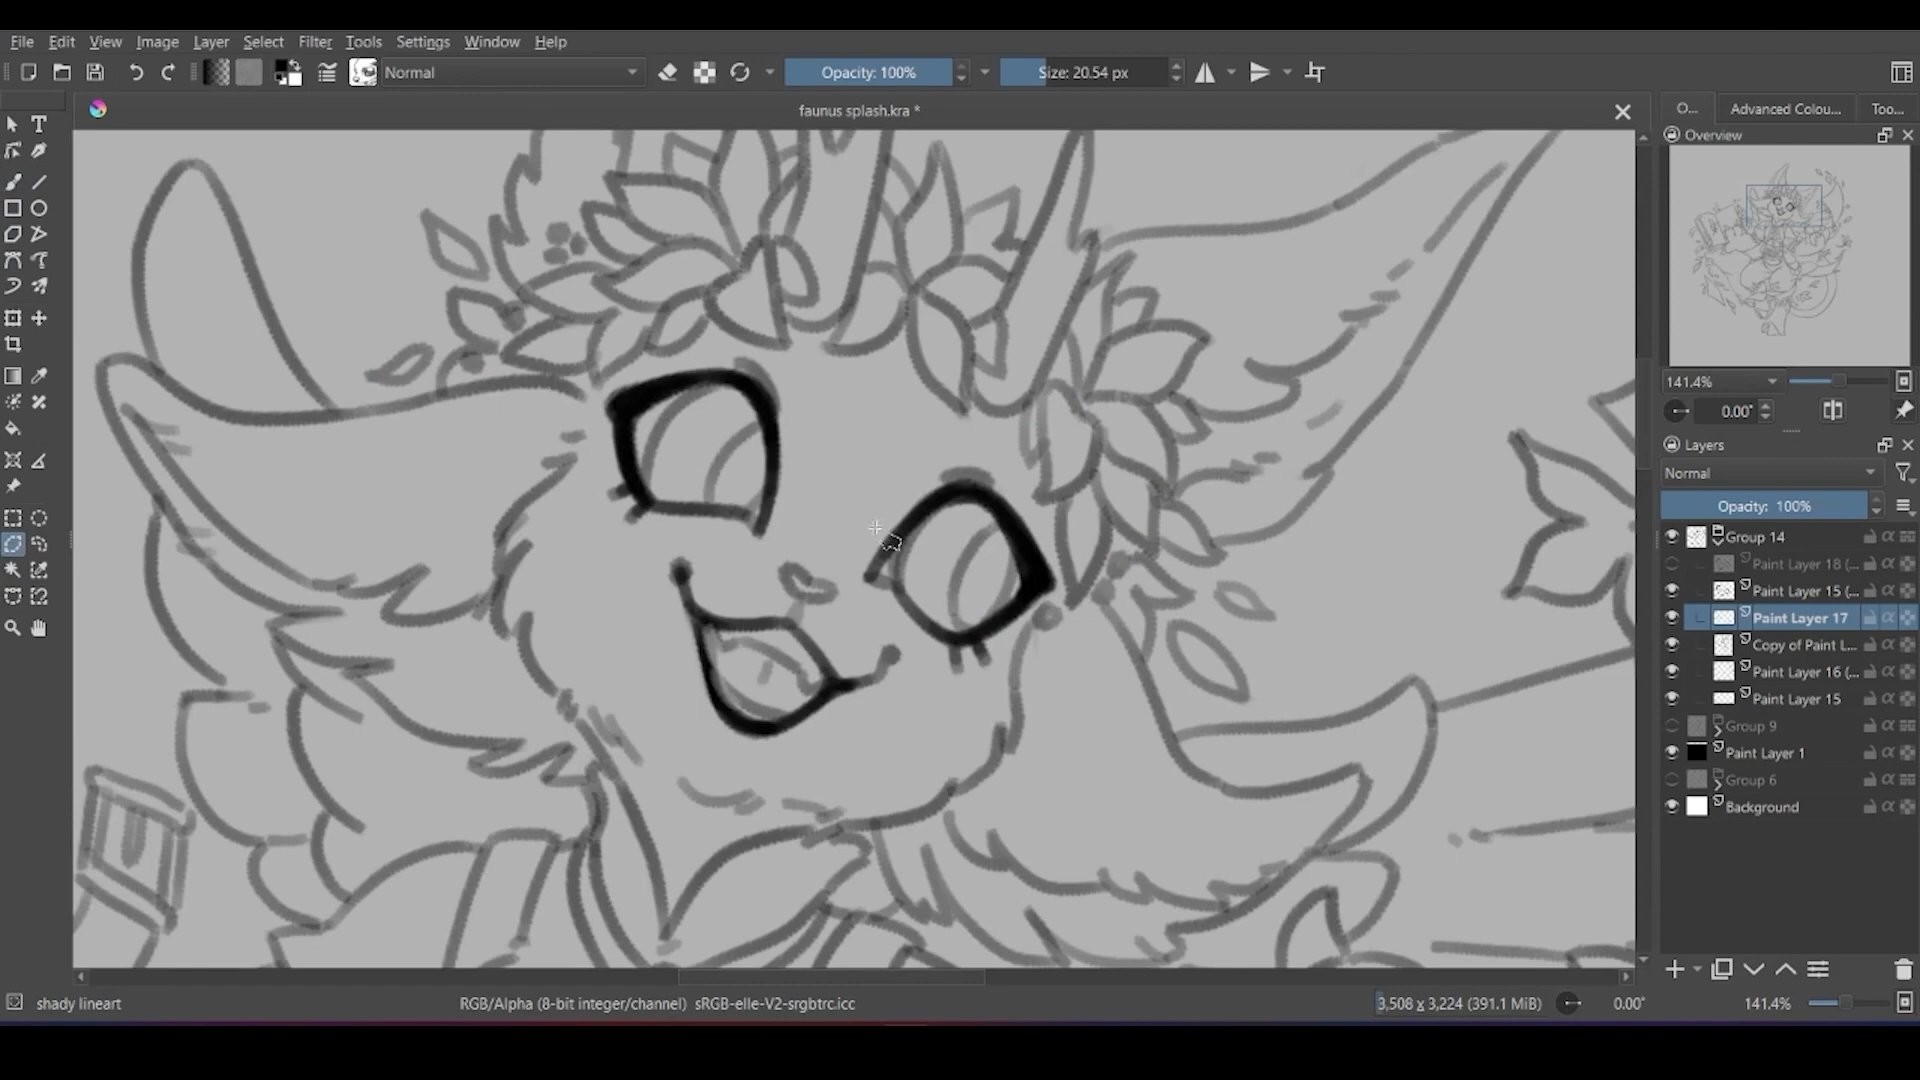 File Edit View Image Layer Select Filter Tools Settings Window Help
Normal Opacity: 100% Size: 20.54 px
faunus splash.kra *
O... Advanced Colou... Too...
Overview
141.4%
0.00°
Layers
Normal
Opacity: 100%
Group 14
Paint Layer 18 (...
Paint Layer 15 (...
Paint Layer 17
Copy of Paint L...
Paint Layer 16 (...
Paint Layer 15
Group 9
Paint Layer 1
Group 6
Background
shady lineart RGB/Alpha (8-bit integer/channel) sRGB-elle-V2-srgbtrc.icc 3,508 x 3,224 (391.1 MiB) 0.00° 141.4%